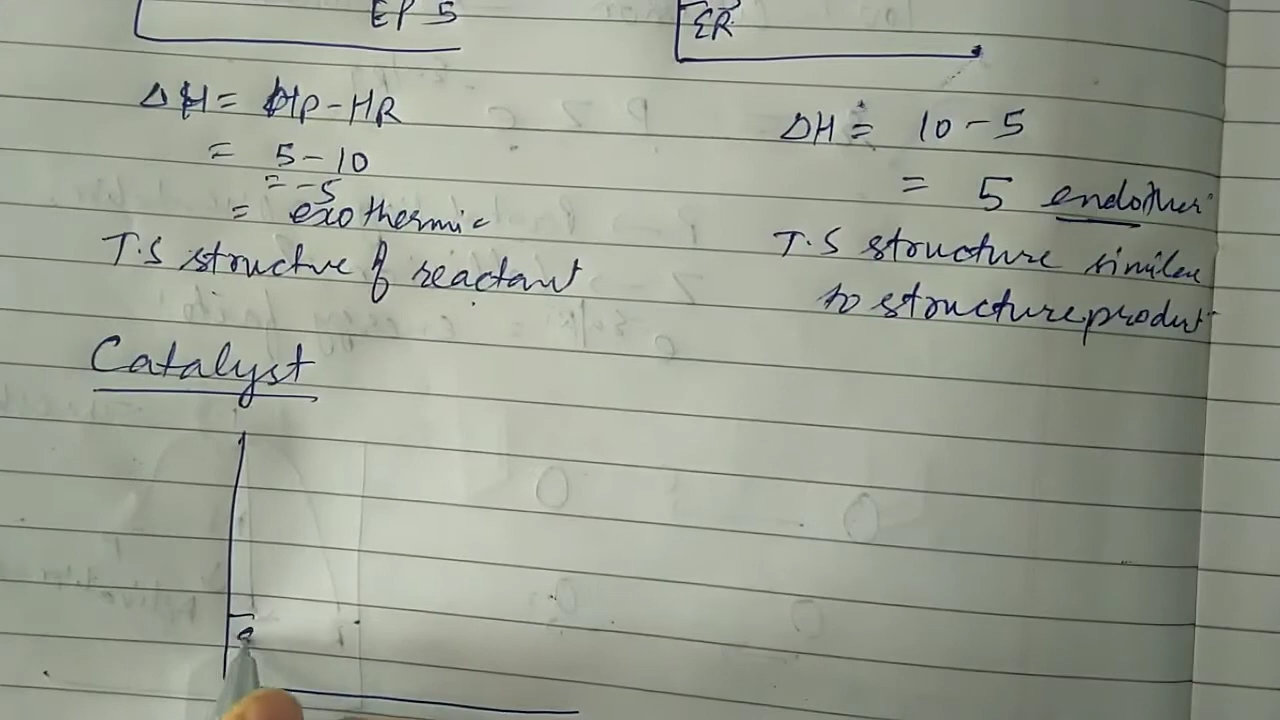 EP 5
ER
ΔH = HP - HR
= 5 - 10
= -5
= exothermic
T.S structure of reactant
ΔH = 10 - 5
= 5 endother
T.S structure similar
to structure product
Catalyst